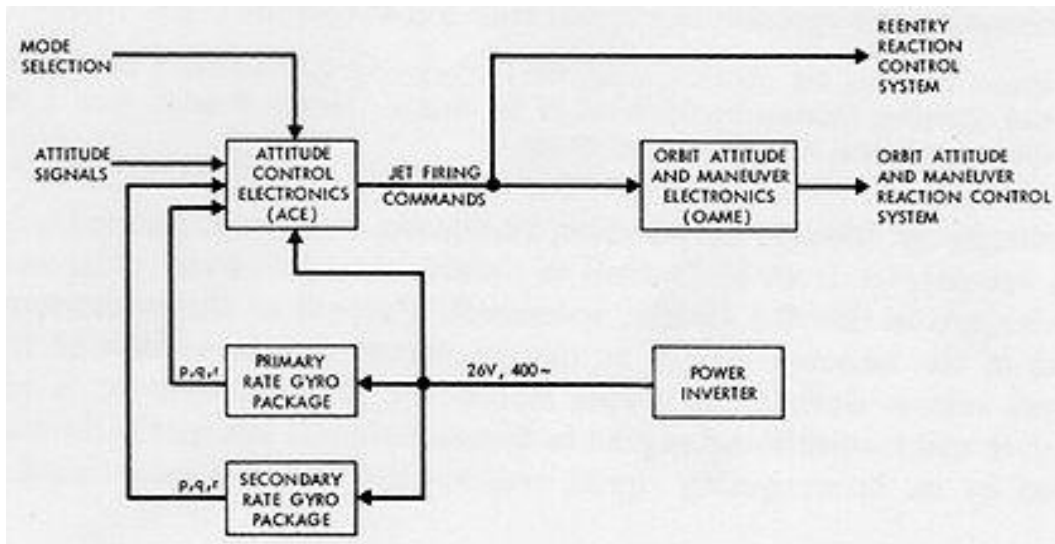 MODE
SELECTION
REENTRY
REACTION
CONTROL
SYSTEM
ATTITUDE
SIGNALS
ATTITUDE
CONTROL
ELECTRONICS
(ACE)
JET FIRING
COMMANDS
ORBIT ATTITUDE
AND MANEUVER
ELECTRONICS
(OAME)
ORBIT ATTITUDE
AND MANEUVER
REACTION CONTROL
SYSTEM
p,q,r
PRIMARY
RATE GYRO
PACKAGE
26V, 400~
POWER
INVERTER
p,q,r
SECONDARY
RATE GYRO
PACKAGE